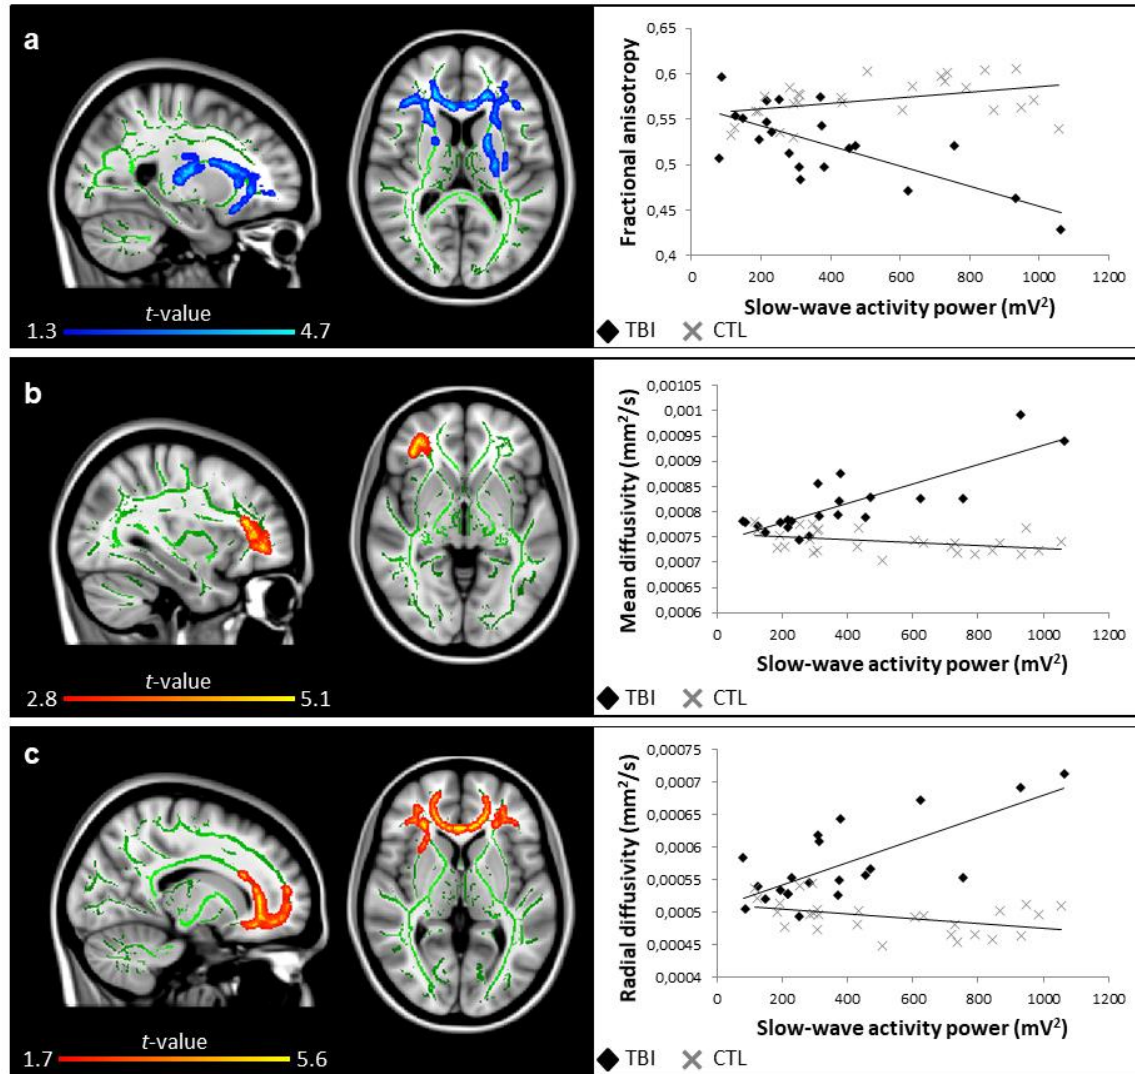 a
t-value
1.3 4.7
0,65
0,6
0,55
0,5
0,45
0,4
Fractional anisotropy
0 200 400 600 800 1000 1200
Slow-wave activity power (mV²)
TBI CTL
b
t-value
2.8 5.1
0,00105
0,001
0,00095
0,0009
0,00085
0,0008
0,00075
0,0007
0,00065
0,0006
Mean diffusivity (mm²/s)
0 200 400 600 800 1000 1200
Slow-wave activity power (mV²)
TBI CTL
c
t-value
1.7 5.6
0,00075
0,0007
0,00065
0,0006
0,00055
0,0005
0,00045
0,0004
Radial diffusivity (mm²/s)
0 200 400 600 800 1000 1200
Slow-wave activity power (mV²)
TBI CTL